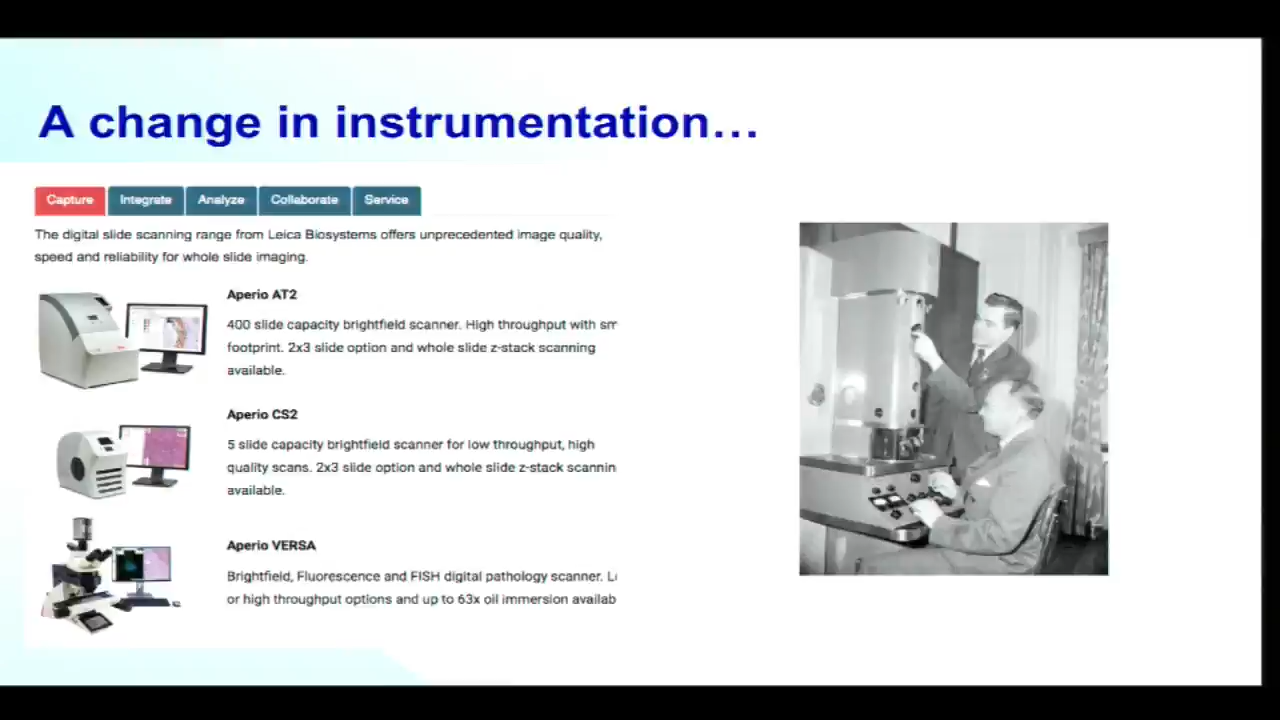 A change in instrumentation...
Capture Integrate Analyze Collaborate Service
The digital slide scanning range from Leica Biosystems offers unprecedented image quality,
speed and reliability for whole slide imaging.
Aperio AT2
400 slide capacity brightfield scanner. High throughput with sm
footprint. 2x3 slide option and whole slide z-stack scanning
available.
Aperio CS2
5 slide capacity brightfield scanner for low throughput, high
quality scans. 2x3 slide option and whole slide z-stack scannin
available.
Aperio VERSA
Brightfield, Fluorescence and FISH digital pathology scanner. L
or high throughput options and up to 63x oil immersion availab